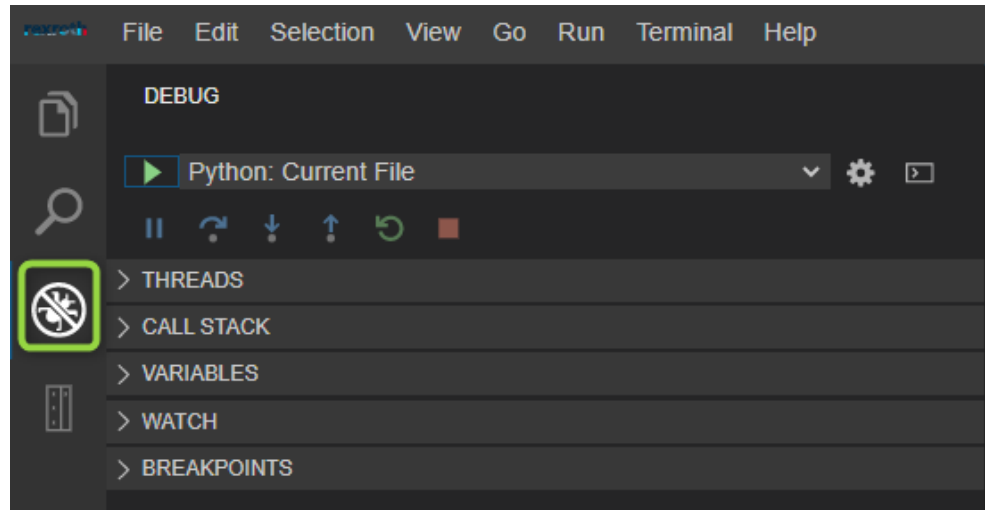 rexroth File Edit Selection View Go Run Terminal Help
DEBUG
Python: Current File
THREADS
CALL STACK
VARIABLES
WATCH
BREAKPOINTS